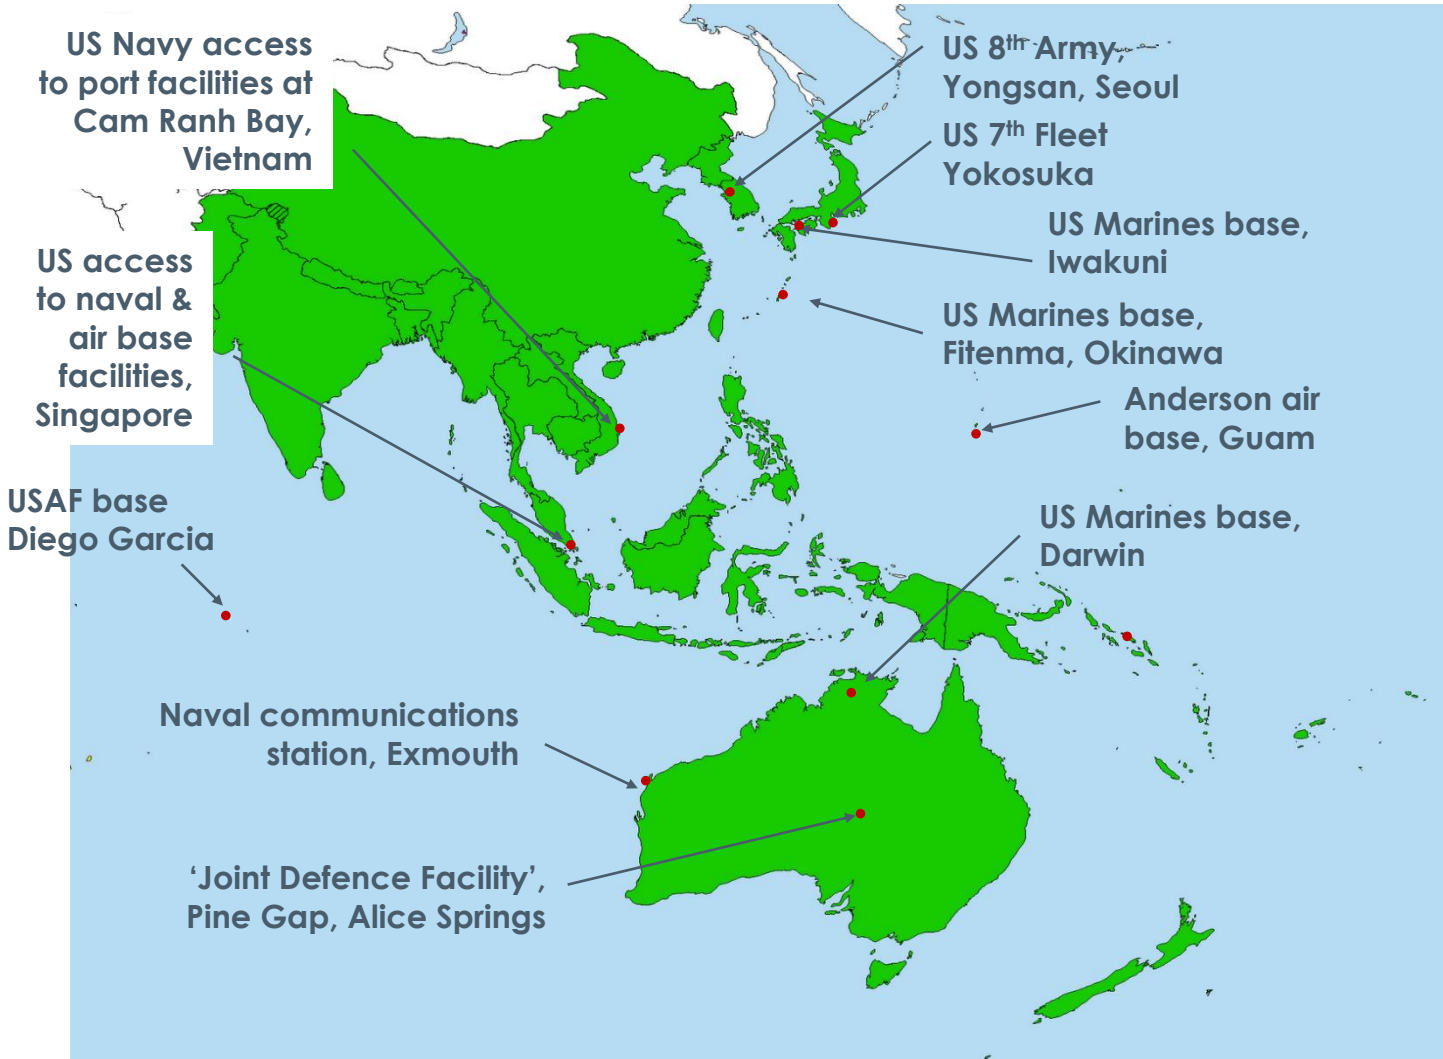 US Navy access
to port facilities at
Cam Ranh Bay,
Vietnam
US 8th Army,
Yongsan, Seoul
US 7th Fleet
Yokosuka
US Marines base,
Iwakuni
US access
to naval &
air base
facilities,
Singapore
US Marines base,
Fitenma, Okinawa
Anderson air
base, Guam
USAF base
Diego Garcia
US Marines base,
Darwin
Naval communications
station, Exmouth
‘Joint Defence Facility’,
Pine Gap, Alice Springs